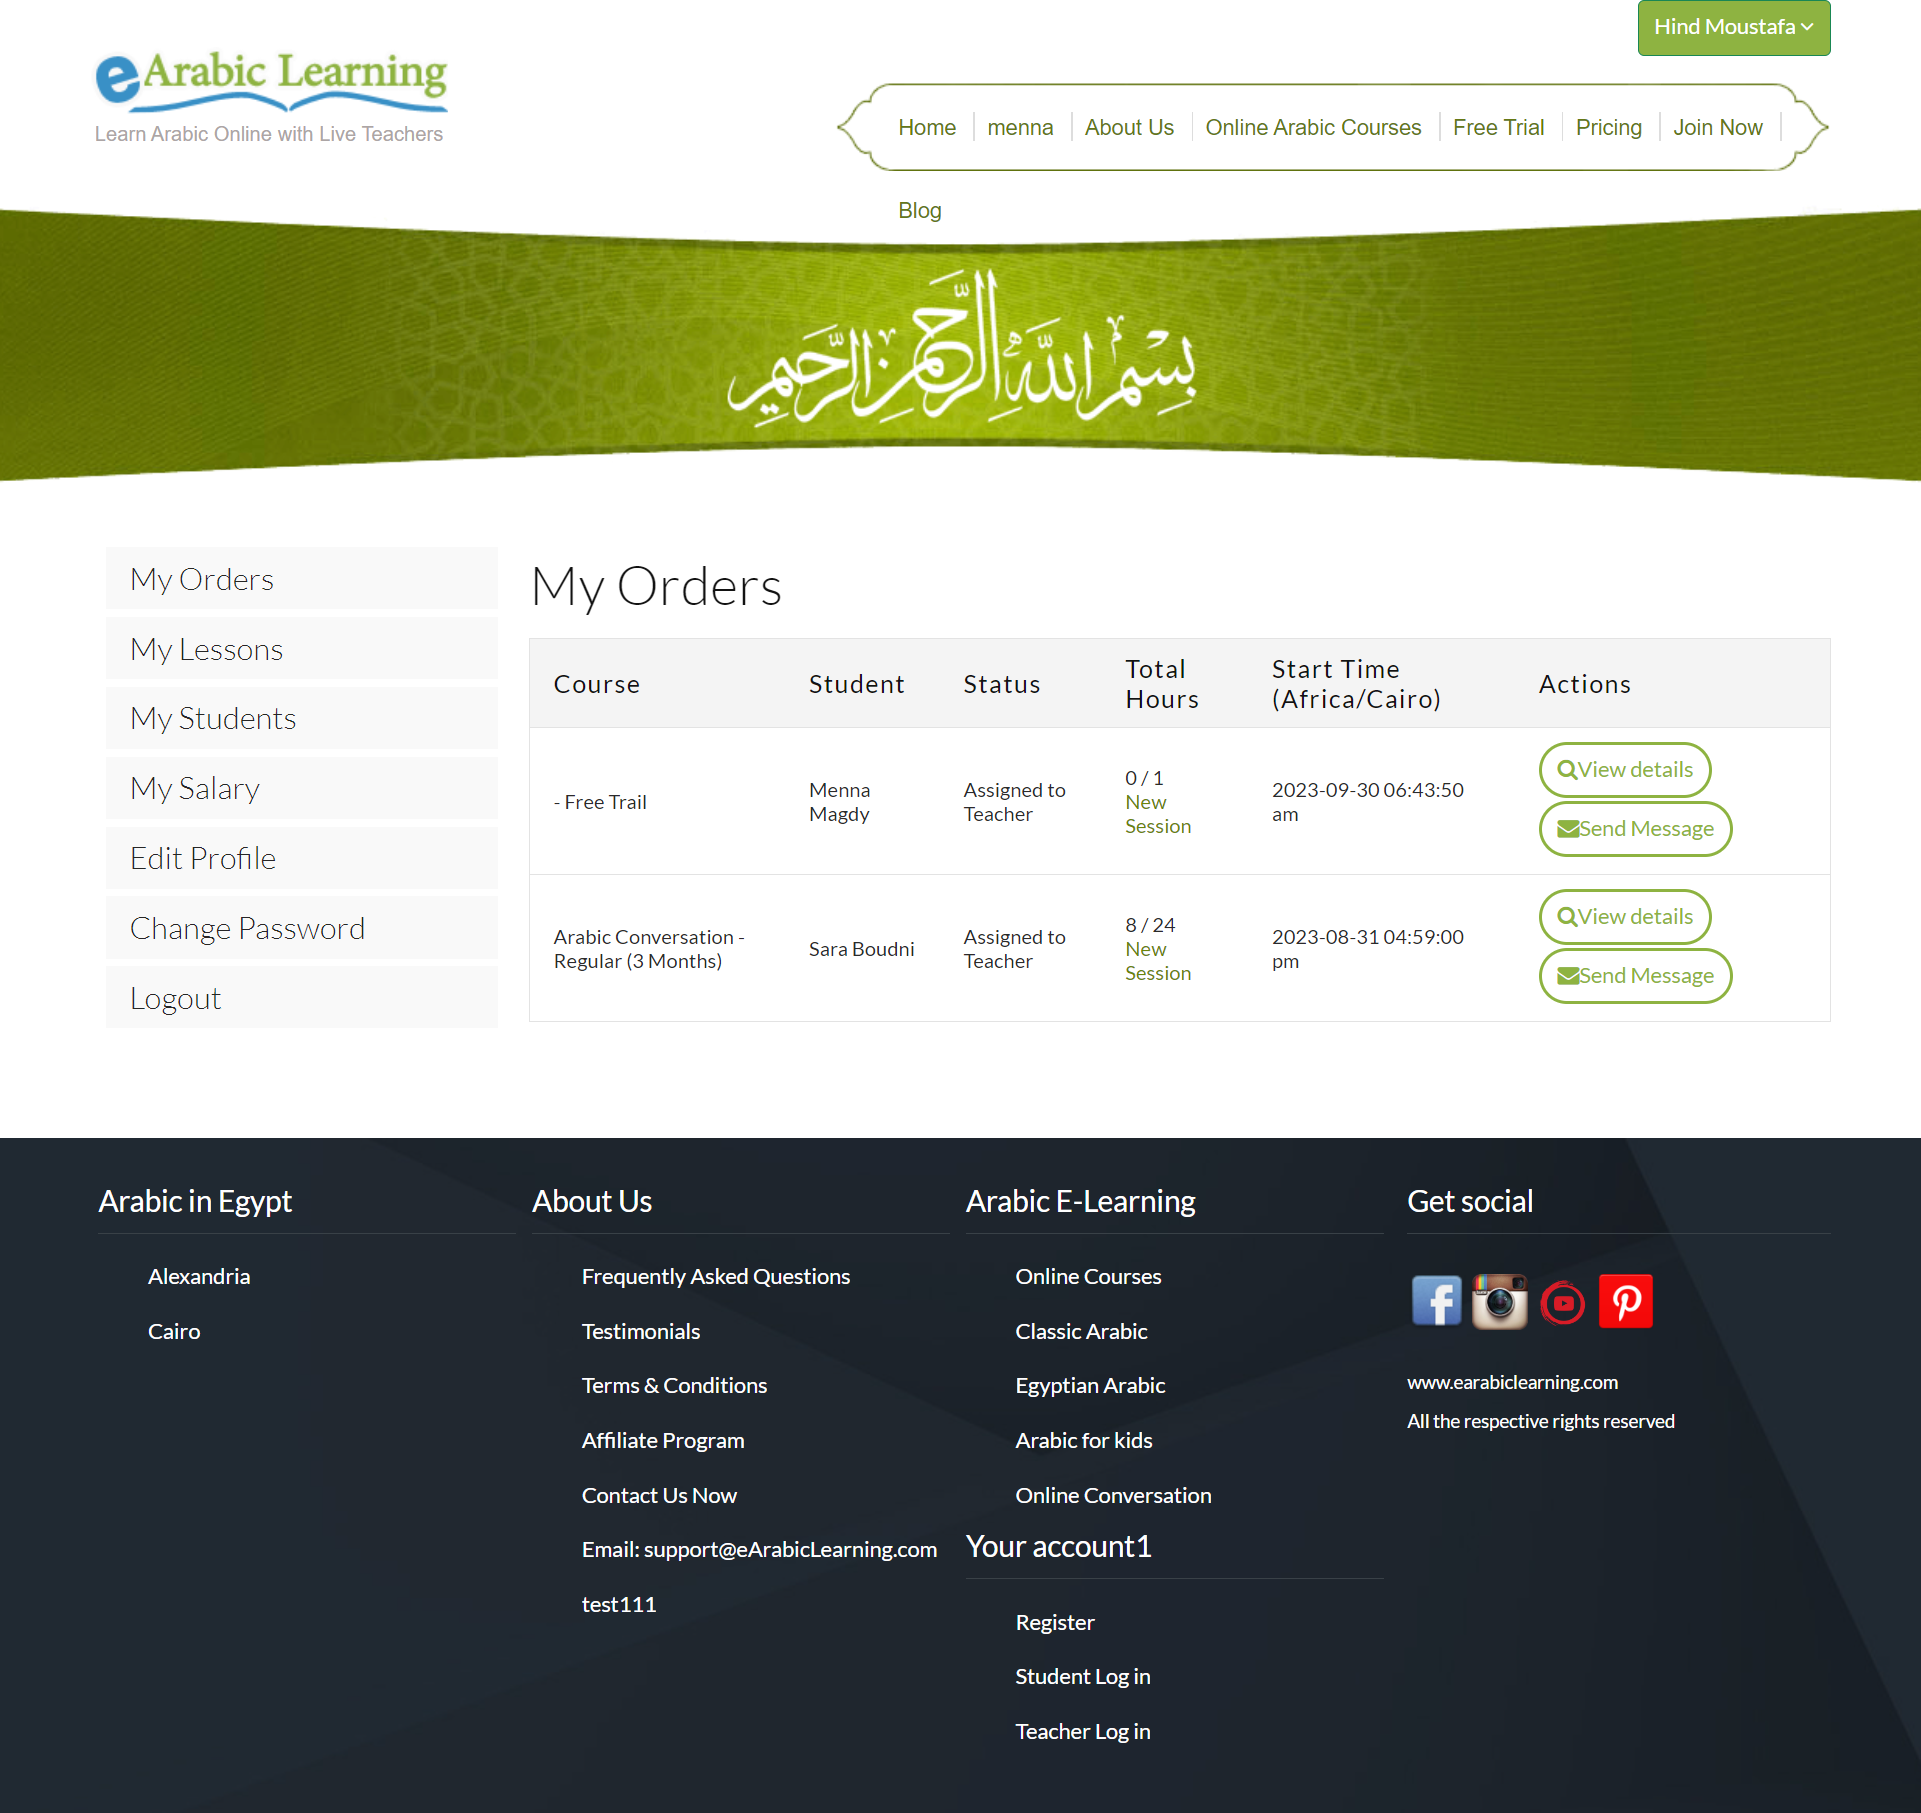 Hind Moustafa
eArabic Learning
Learn Arabic Online with Live Teachers
Home
menna
About Us
Online Arabic Courses
Free Trial
Pricing
Join Now
Blog
بسم الله الرحمن الرحيم
My Orders
My Lessons
My Students
My Salary
Edit Profile
Change Password
Logout
My Orders
Course
Student
Status
Total
Hours
Start Time
(Africa/Cairo)
Actions
- Free Trail
Menna
Magdy
Assigned to
Teacher
0 / 1
New
Session
2023-09-30 06:43:50
am
View details
Send Message
Arabic Conversation -
Regular (3 Months)
Sara Boudni
Assigned to
Teacher
8 / 24
New
Session
2023-08-31 04:59:00
pm
View details
Send Message
Arabic in Egypt
Alexandria
Cairo
About Us
Frequently Asked Questions
Testimonials
Terms & Conditions
Affiliate Program
Contact Us Now
Email: support@eArabicLearning.com
test111
Arabic E-Learning
Online Courses
Classic Arabic
Egyptian Arabic
Arabic for kids
Online Conversation
Your account1
Register
Student Log in
Teacher Log in
Get social
www.earabiclearning.com
All the respective rights reserved